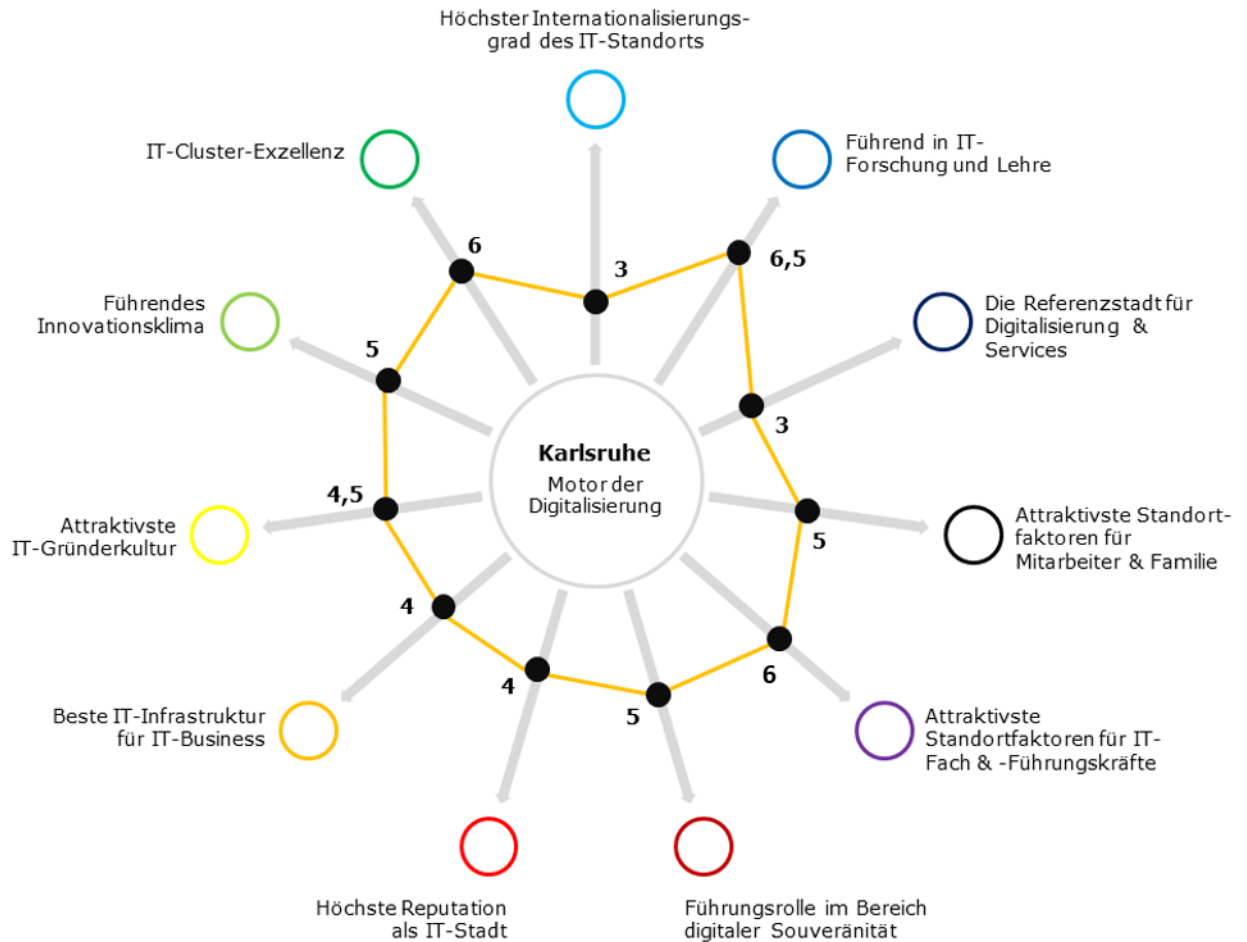 Höchster Internationalisierungs-
grad des IT-Standorts
Führend in IT-
Forschung und Lehre
6,5
Die Referenzstadt für
Digitalisierung &
Services
3
Attraktivste Standort-
faktoren für
Mitarbeiter & Familie
5
Attraktivste
Standortfaktoren für IT-
Fach & -Führungskräfte
6
Führungsrolle im Bereich
digitaler Souveränität
5
Höchste Reputation
als IT-Stadt
4
Beste IT-Infrastruktur
für IT-Business
4
Attraktivste
IT-Gründerkultur
4,5
Führendes
Innovationsklima
5
IT-Cluster-Exzellenz
6
3
Karlsruhe
Motor der
Digitalisierung